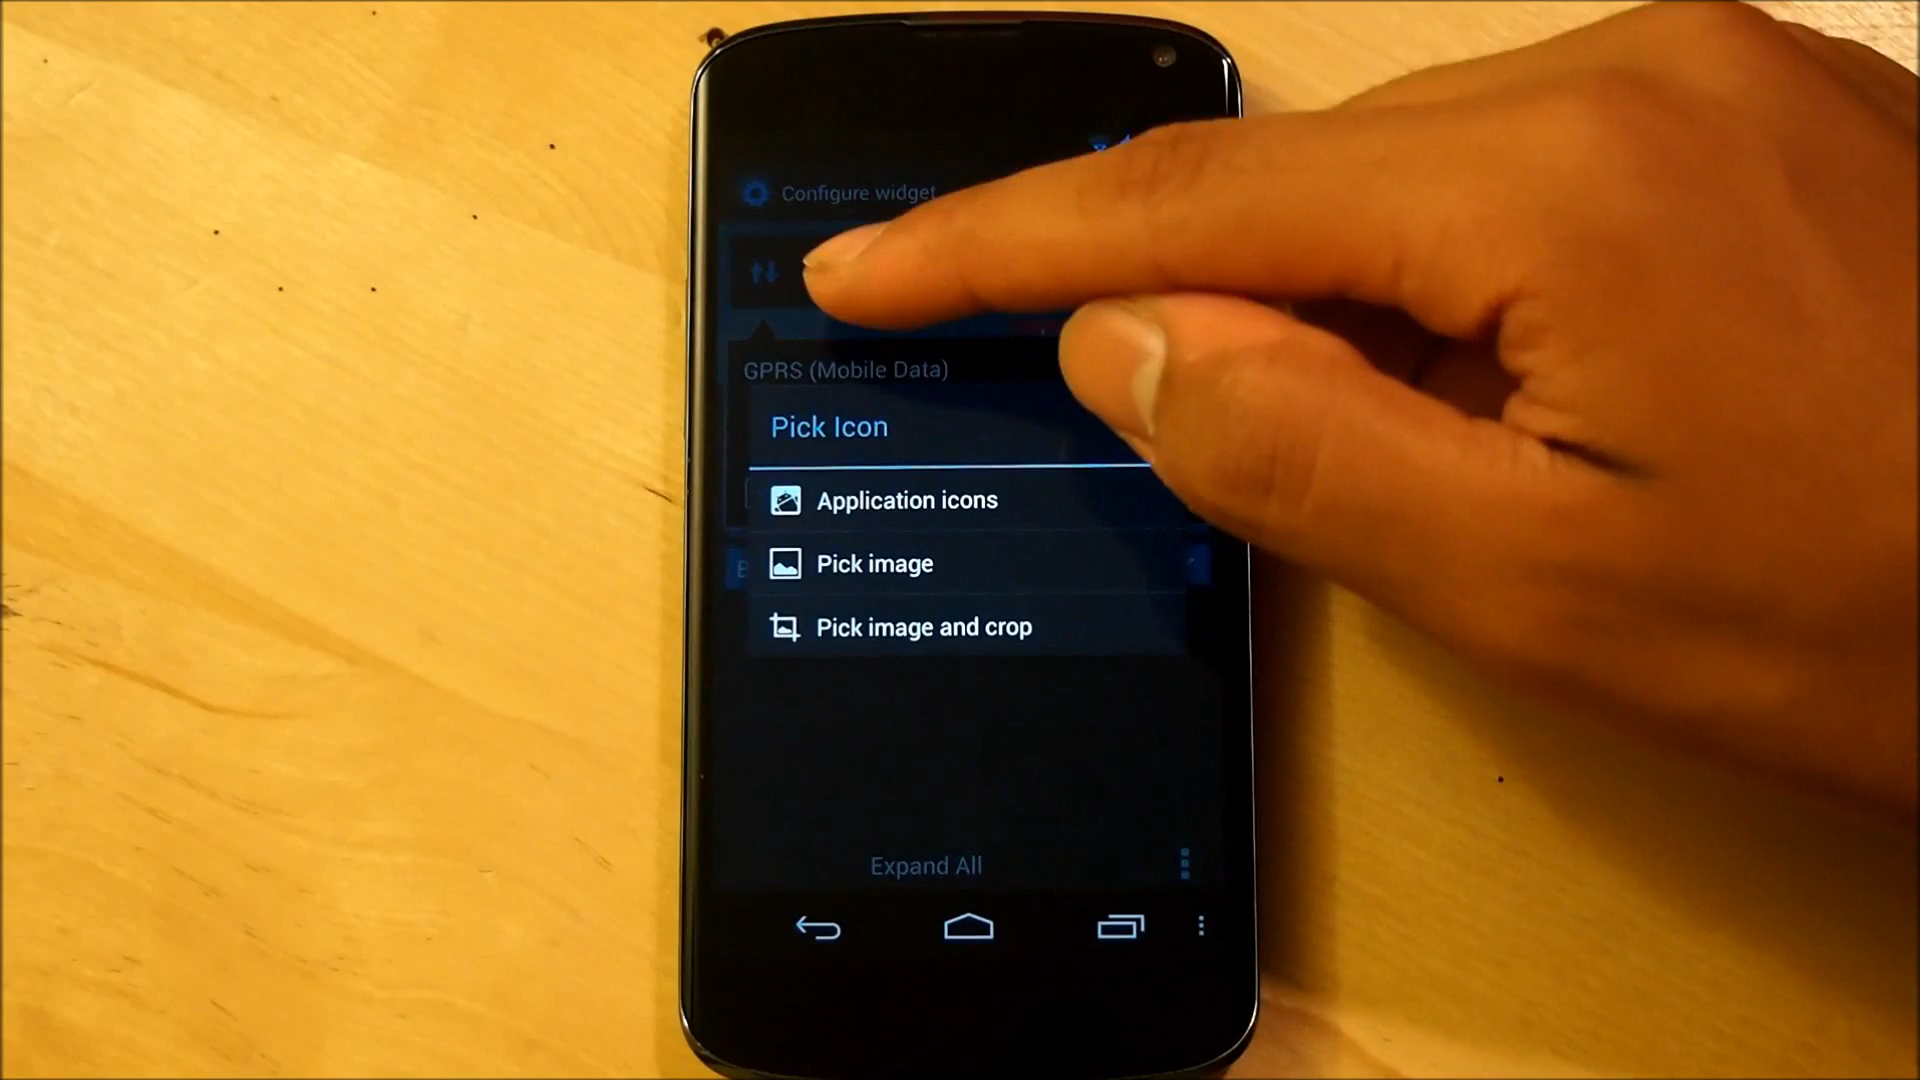 Configure widget
GPRS (Mobile Data)
Pick Icon
Application icons
Pick image
Pick image and crop
Expand All